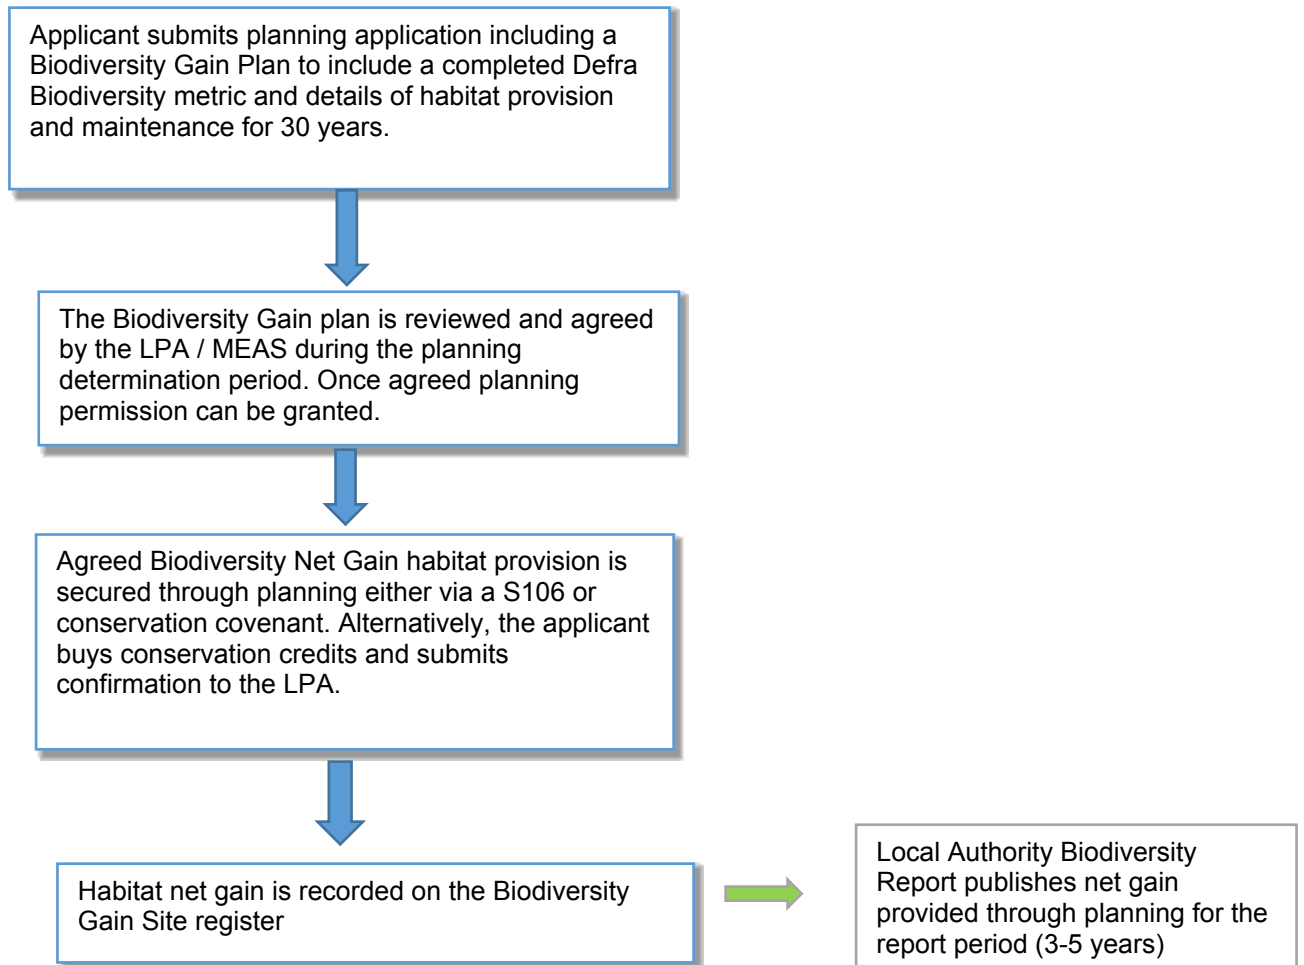 Applicant submits planning application including a
Biodiversity Gain Plan to include a completed Defra
Biodiversity metric and details of habitat provision
and maintenance for 30 years.
The Biodiversity Gain plan is reviewed and agreed
by the LPA / MEAS during the planning
determination period. Once agreed planning
permission can be granted.
Agreed Biodiversity Net Gain habitat provision is
secured through planning either via a S106 or
conservation covenant. Alternatively, the applicant
buys conservation credits and submits
confirmation to the LPA.
Habitat net gain is recorded on the Biodiversity
Gain Site register
Local Authority Biodiversity
Report publishes net gain
provided through planning for the
report period (3-5 years)